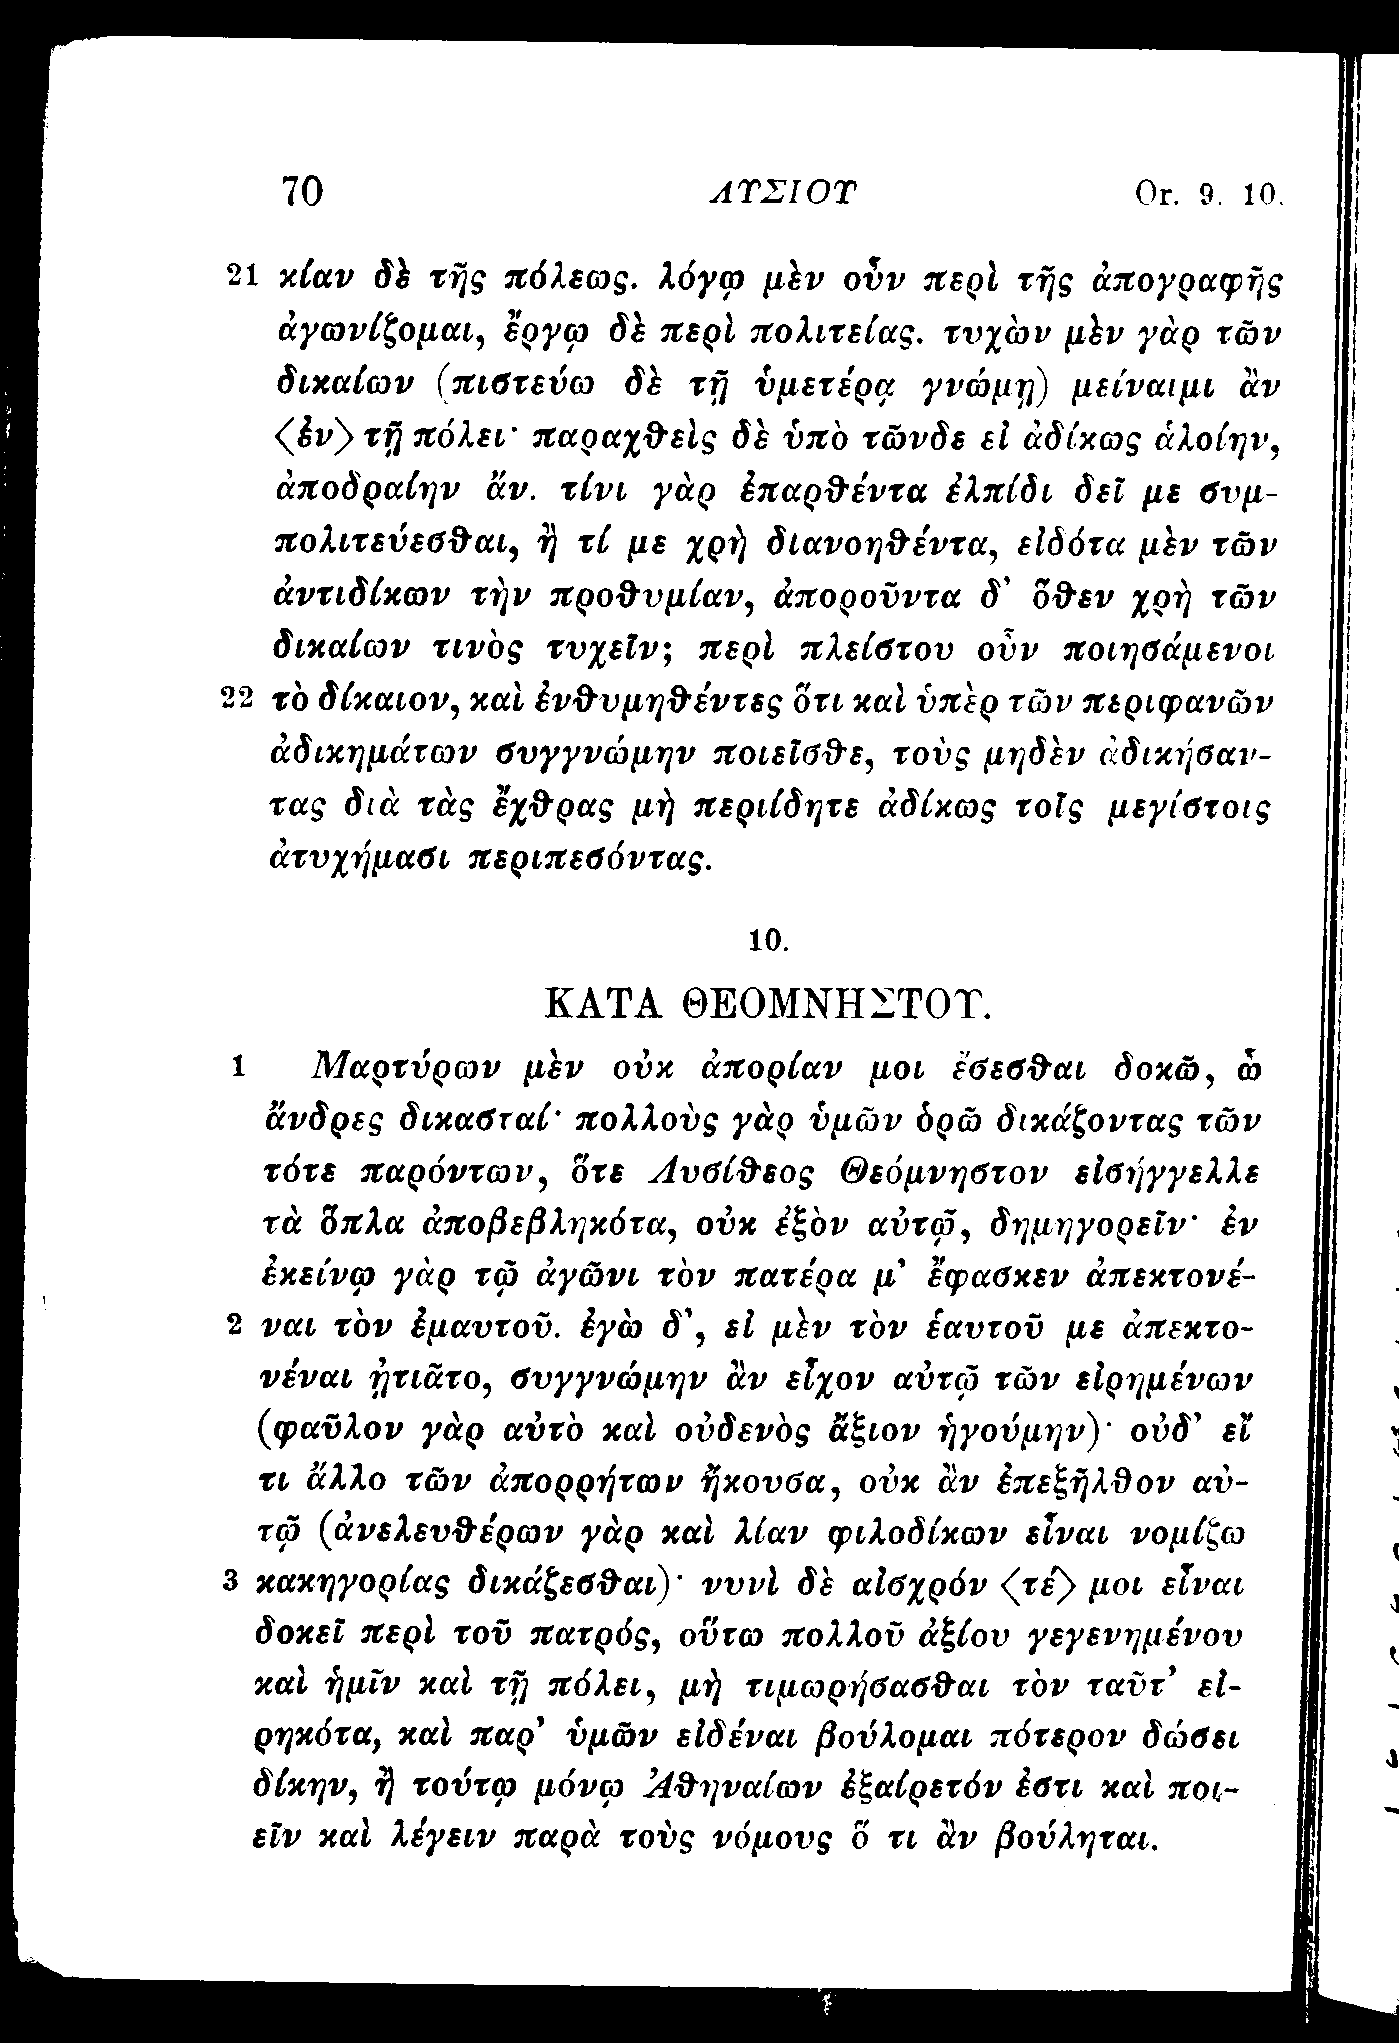 70 ΛΥΣΙΟΥ Or. 9. 10.
21 κίαν δὲ τῆς πόλεως. λόγῳ μὲν οὖν περὶ τῆς ἀπογραφῆς
ἀγωνίζομαι, ἔργῳ δὲ περὶ πολιτείας. τυχὼν μὲν γὰρ τῶν
δικαίων (πιστεύω δὲ τῇ ὑμετέρᾳ γνώμῃ) μείναιμι ἂν
⟨ἐν⟩ τῇ πόλει· παραχθεὶς δὲ ὑπὸ τῶνδε εἰ ἀδίκως ἁλοίην,
ἀποδραίην ἄν. τίνι γὰρ ἐπαρθέντα ἐλπίδι δεῖ με συμ-
πολιτεύεσθαι, ἢ τί με χρὴ διανοηθέντα, εἰδότα μὲν τῶν
ἀντιδίκων τὴν προθυμίαν, ἀποροῦντα δ’ ὅθεν χρὴ τῶν
δικαίων τινὸς τυχεῖν; περὶ πλείστου οὖν ποιησάμενοι
22 τὸ δίκαιον, καὶ ἐνθυμηθέντες ὅτι καὶ ὑπὲρ τῶν περιφανῶν
ἀδικημάτων συγγνώμην ποιεῖσθε, τοὺς μηδὲν ἀδικήσαν-
τας διὰ τὰς ἔχθρας μὴ περιίδητε ἀδίκως τοῖς μεγίστοις
ἀτυχήμασι περιπεσόντας.
10.
ΚΑΤΑ ΘΕΟΜΝΗΣΤΟΥ.
1 Μαρτύρων μὲν οὐκ ἀπορίαν μοι ἔσεσθαι δοκῶ, ὦ
ἄνδρες δικασταί· πολλοὺς γὰρ ὑμῶν ὁρῶ δικάζοντας τῶν
τότε παρόντων, ὅτε Λυσίθεος Θεόμνηστον εἰσήγγελλε
τὰ ὅπλα ἀποβεβληκότα, οὐκ ἐξὸν αὐτῷ, δημηγορεῖν· ἐν
ἐκείνῳ γὰρ τῷ ἀγῶνι τὸν πατέρα μ’ ἔφασκεν ἀπεκτονέ-
2 ναι τὸν ἐμαυτοῦ. ἐγὼ δ’, εἰ μὲν τὸν ἑαυτοῦ με ἀπεκτο-
νέναι ᾐτιᾶτο, συγγνώμην ἂν εἶχον αὐτῷ τῶν εἰρημένων
(φαῦλον γὰρ αὐτὸ καὶ οὐδενὸς ἄξιον ἡγούμην)· οὐδ’ εἴ
τι ἄλλο τῶν ἀπορρήτων ἤκουσα, οὐκ ἂν ἐπεξῆλθον αὐ-
τῷ (ἀνελευθέρων γὰρ καὶ λίαν φιλοδίκων εἶναι νομίζω
3 κακηγορίας δικάζεσθαι)· νυνὶ δὲ αἰσχρόν ⟨τέ⟩ μοι εἶναι
δοκεῖ περὶ τοῦ πατρός, οὕτω πολλοῦ ἀξίου γεγενημένου
καὶ ἡμῖν καὶ τῇ πόλει, μὴ τιμωρήσασθαι τὸν ταῦτ’ εἰ-
ρηκότα, καὶ παρ’ ὑμῶν εἰδέναι βούλομαι πότερον δώσει
δίκην, ἢ τούτῳ μόνῳ Ἀθηναίων ἐξαίρετόν ἐστι καὶ ποι-
εῖν καὶ λέγειν παρὰ τοὺς νόμους ὅ τι ἂν βούληται.